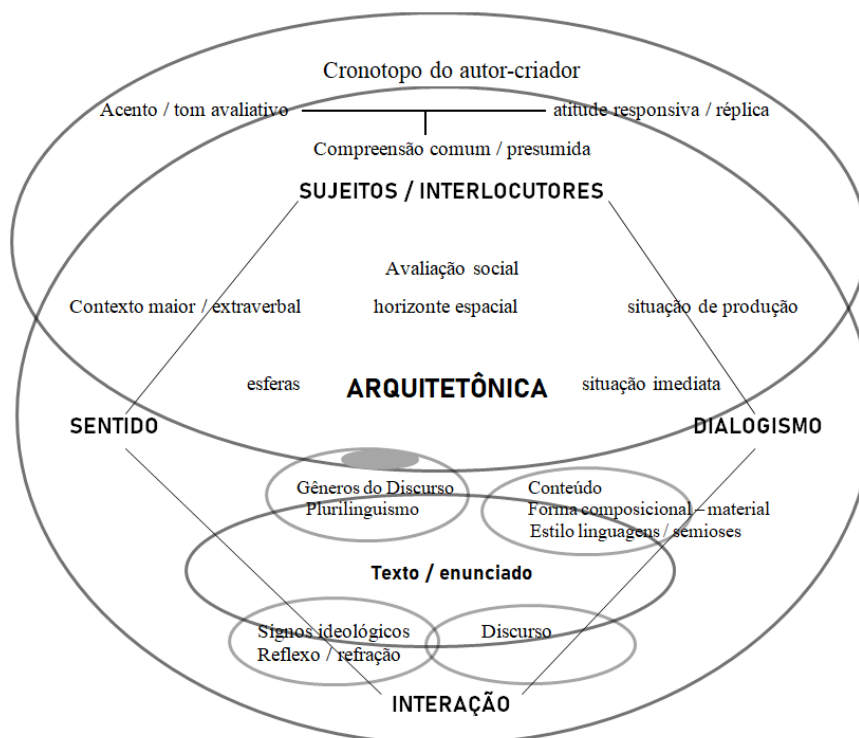 Cronotopo do autor-criador
Acento / tom avaliativo
atitude responsiva / réplica
Compreensão comum / presumida
SUJEITOS / INTERLOCUTORES
Avaliação social
Contexto maior / extraverbal
horizonte espacial
situação de produção
esferas
ARQUITETÔNICA
situação imediata
SENTIDO
DIALOGISMO
Gêneros do Discurso
Plurilinguismo
Conteúdo
Forma composicional – material
Estilo linguagens / semioses
Texto / enunciado
Signos ideológicos
Reflexo / refração
Discurso
INTERAÇÃO